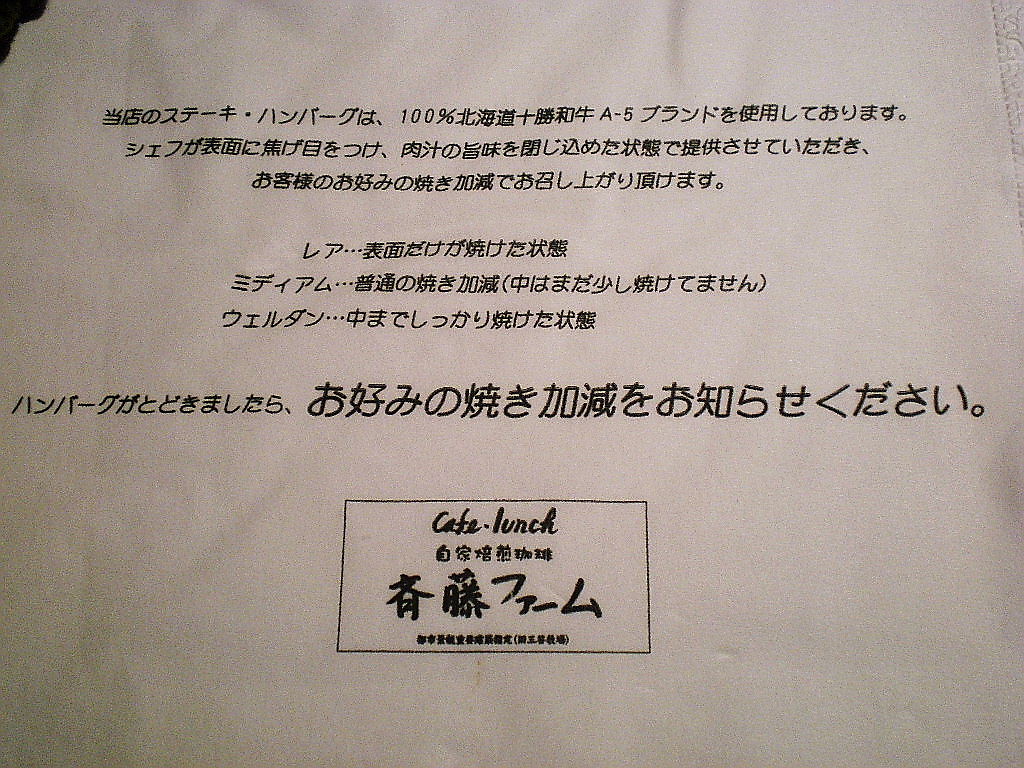 当店のステーキ・ハンバーグは、100%北海道十勝和牛A-5ブランドを使用しております。
シェフが表面に焦げ目をつけ、肉汁の旨味を閉じ込めた状態で提供させていただき、
お客様のお好みの焼き加減でお召し上がり頂けます。
レア…表面だけが焼けた状態
ミディアム…普通の焼き加減(中はまだ少し焼けてません)
ウェルダン…中までしっかり焼けた状態
ハンバーグがとどきましたら、お好みの焼き加減をお知らせください。
Cafe・lunch
自家焙煎珈琲
斉藤ファーム